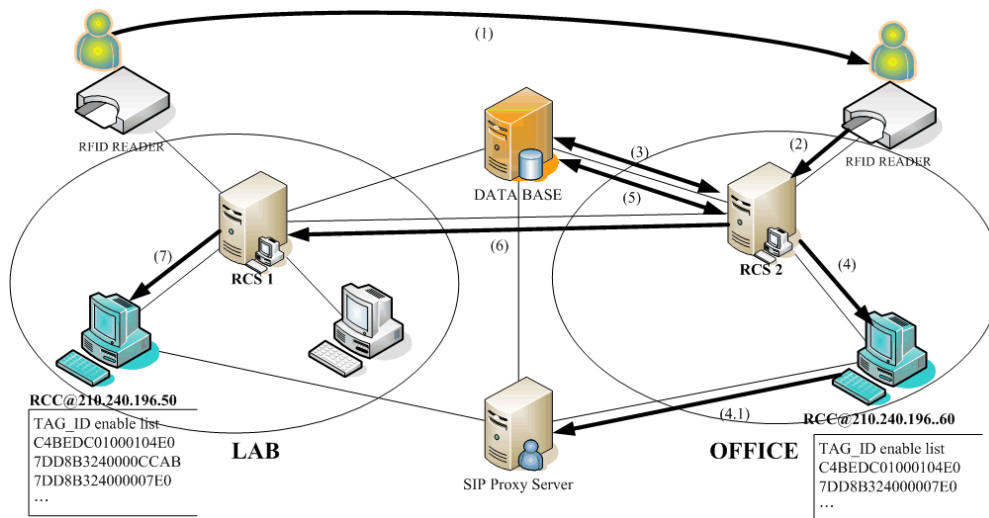 (1)
RFID READER
RFID READER
(2)
(3)
DATA BASE
(5)
(6)
(7)
RCS 1
RCS 2
(4)
RCC@210.240.196.50
RCC@210.240.196..60
(4.1)
TAG_ID enable list
C4BEDC01000104E0
7DD8B3240000CCAB
7DD8B324000007E0
…
LAB
OFFICE
SIP Proxy Server
TAG_ID enable list
C4BEDC01000104E0
7DD8B324000007E0
…